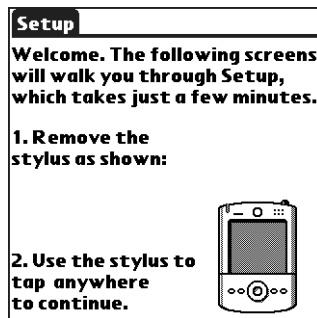 Setup
Welcome. The following screens
will walk you through Setup,
which takes just a few minutes.
1. Remove the
stylus as shown:
2. Use the stylus to
tap anywhere
to continue.